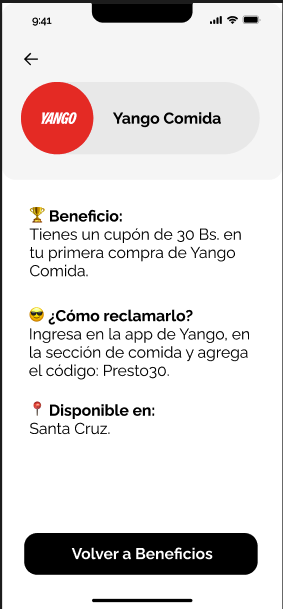 9:41
YANGO
Yango Comida
🏆 Beneficio:
Tienes un cupón de 30 Bs. en
tu primera compra de Yango
Comida.
😎 ¿Cómo reclamarlo?
Ingresa en la app de Yango, en
la sección de comida y agrega
el código: Presto30.
📍 Disponible en:
Santa Cruz.
Volver a Beneficios